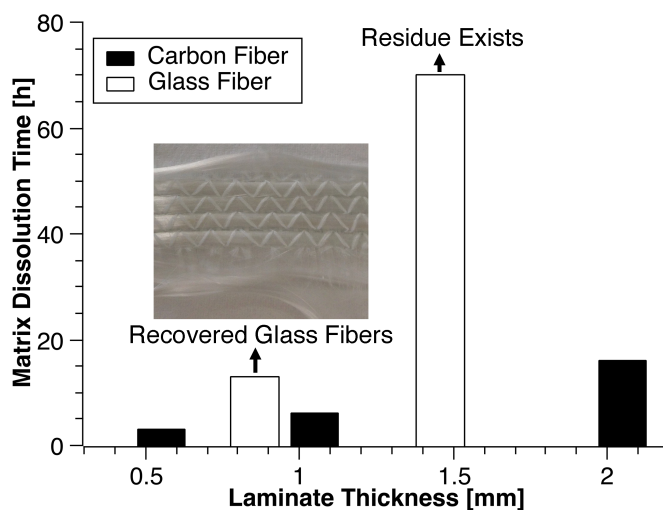 80
60
40
20
0
Matrix Dissolution Time [h]
Carbon Fiber
Glass Fiber
Residue Exists
Recovered Glass Fibers
0.5
1
1.5
2
Laminate Thickness [mm]